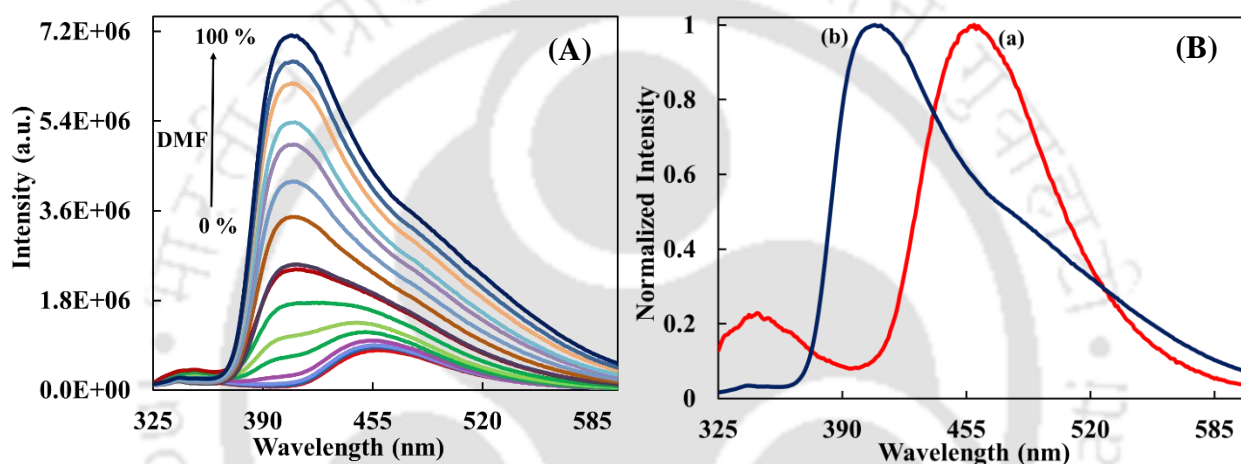 (A)
7.2E+06
5.4E+06
3.6E+06
1.8E+06
0.0E+00
Intensity (a.u.)
100 %
DMF
0 %
325 390 455 520 585
Wavelength (nm)
(B)
(b) (a)
1
0.8
0.6
0.4
0.2
0
Normalized Intensity
325 390 455 520 585
Wavelength (nm)